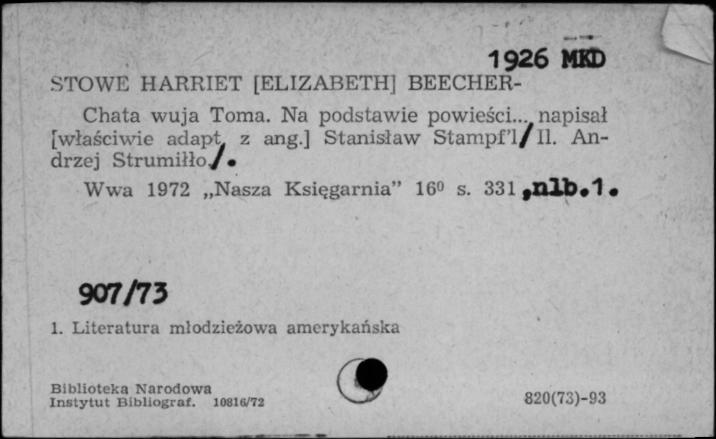 1926 MKD
STOWE HARRIET [ELIZABETH] BEECHER-
Chata wuja Toma. Na podstawie powieści... napisał
[właściwie adapt. z ang.] Stanisław Stampf'l/Il. An-
drzej Strumiłło/.
Wwa 1972 „Nasza Księgarnia” 16º s. 331,nlb.1.
907/73
1. Literatura młodzieżowa amerykańska
Biblioteka Narodowa
Instytut Bibliograf. 10816/72
820(73)-93